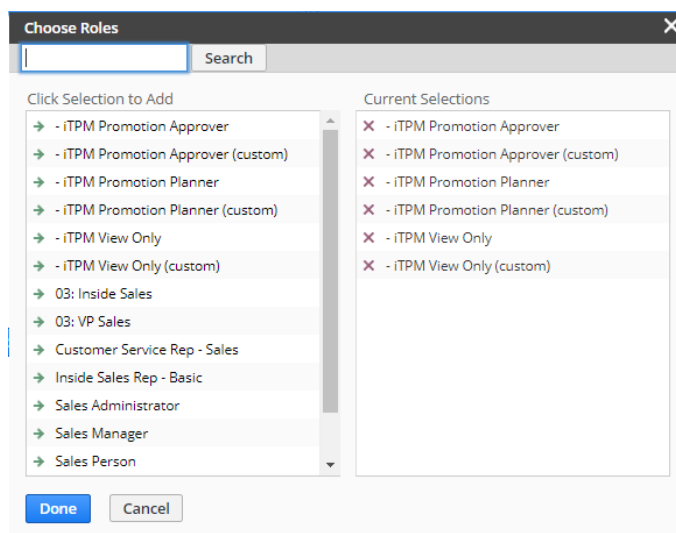 Choose Roles
Search
Click Selection to Add
- iTPM Promotion Approver
- iTPM Promotion Approver (custom)
- iTPM Promotion Planner
- iTPM Promotion Planner (custom)
- iTPM View Only
- iTPM View Only (custom)
03: Inside Sales
03: VP Sales
Customer Service Rep - Sales
Inside Sales Rep - Basic
Sales Administrator
Sales Manager
Sales Person
Current Selections
- iTPM Promotion Approver
- iTPM Promotion Approver (custom)
- iTPM Promotion Planner
- iTPM Promotion Planner (custom)
- iTPM View Only
- iTPM View Only (custom)
Done
Cancel